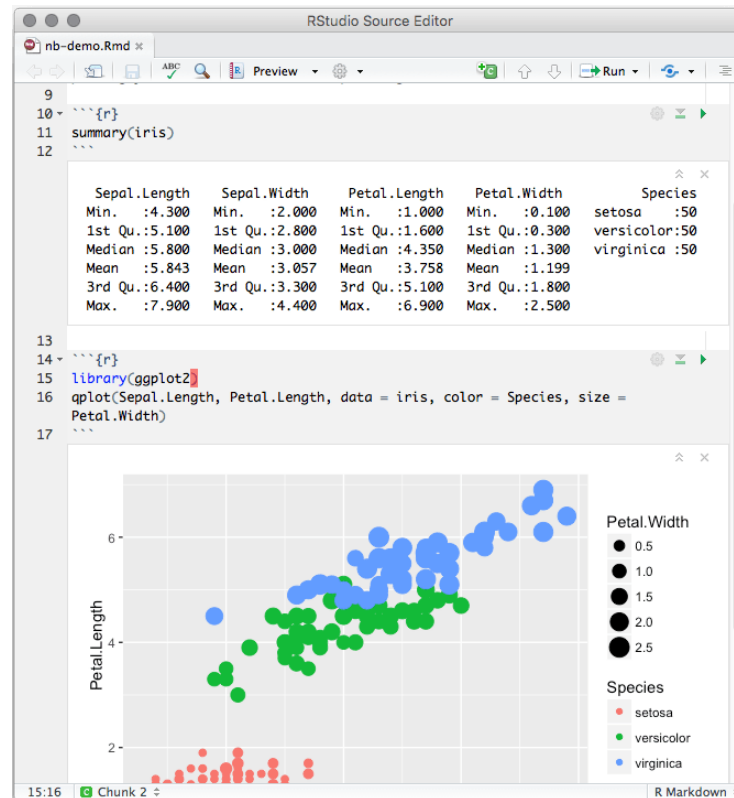 RStudio Source Editor
nb-demo.Rmd
ABC
Preview
Run
9
10 ```{r}
11 summary(iris)
12 ```
Sepal.Length Sepal.Width Petal.Length Petal.Width Species
Min. :4.300 Min. :2.000 Min. :1.000 Min. :0.100 setosa :50
1st Qu.:5.100 1st Qu.:2.800 1st Qu.:1.600 1st Qu.:0.300 versicolor:50
Median :5.800 Median :3.000 Median :4.350 Median :1.300 virginica :50
Mean :5.843 Mean :3.057 Mean :3.758 Mean :1.199
3rd Qu.:6.400 3rd Qu.:3.300 3rd Qu.:5.100 3rd Qu.:1.800
Max. :7.900 Max. :4.400 Max. :6.900 Max. :2.500
13
14 ```{r}
15 library(ggplot2)
16 qplot(Sepal.Length, Petal.Length, data = iris, color = Species, size =
Petal.Width)
17 ```
Petal.Length
6
4
2
Petal.Width
0.5
1.0
1.5
2.0
2.5
Species
setosa
versicolor
virginica
15:16 C Chunk 2 R Markdown